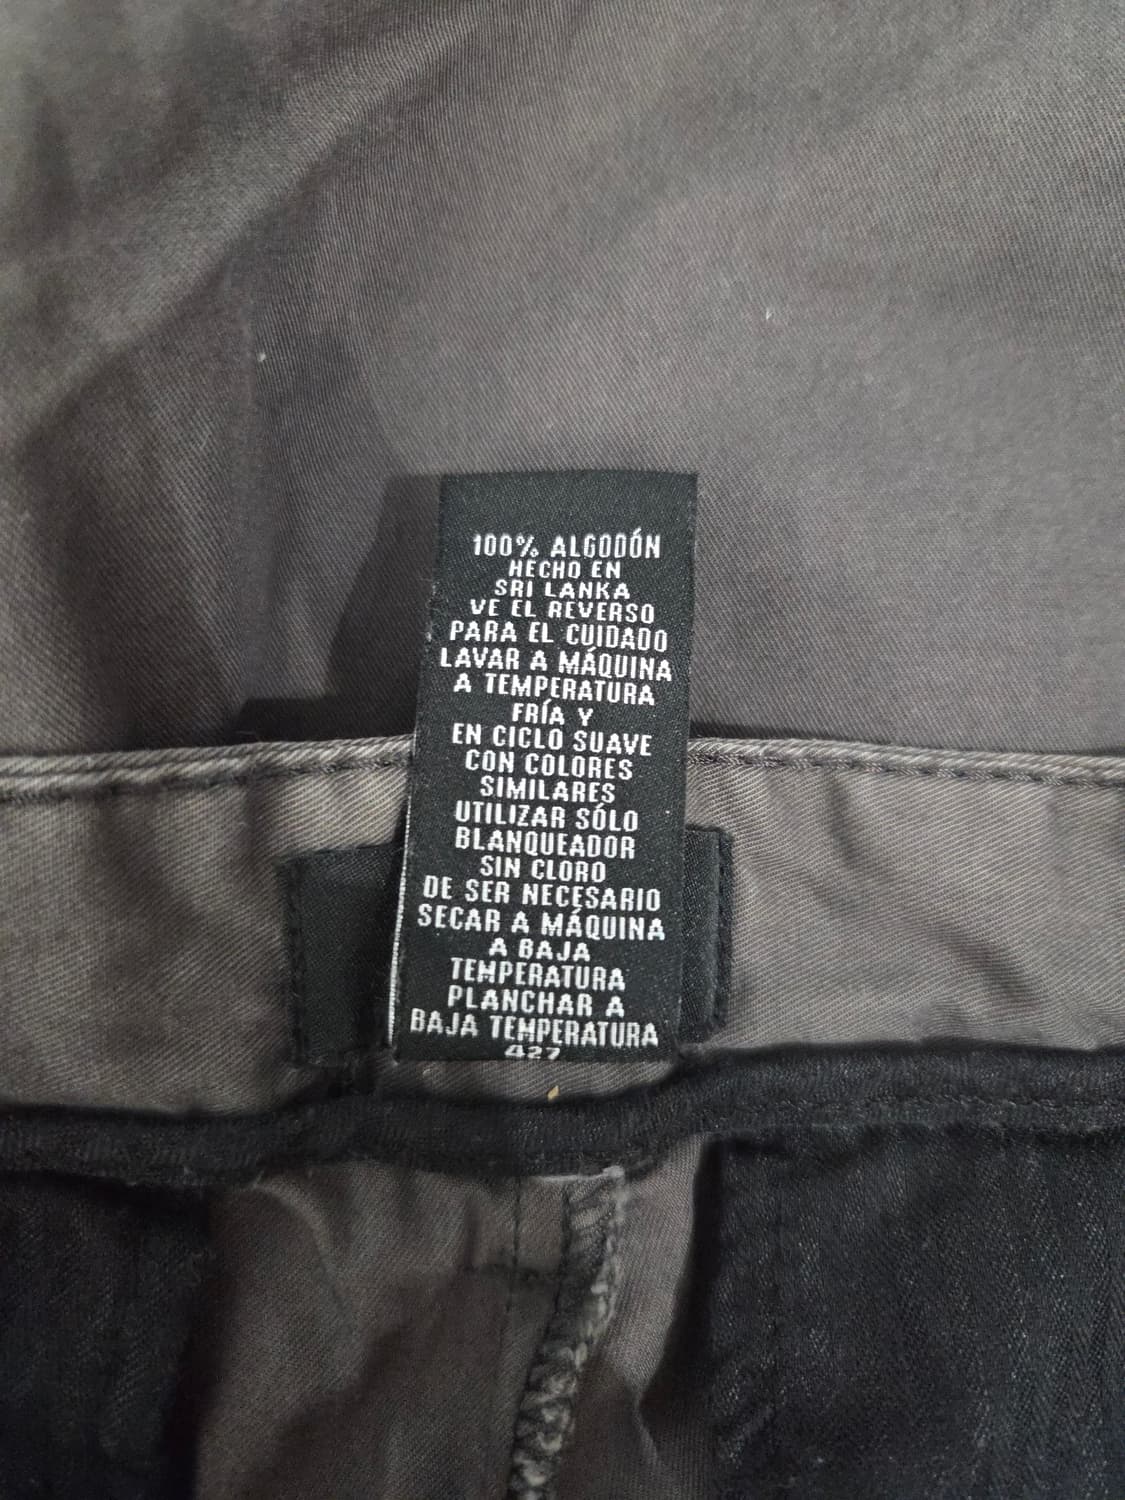 100% ALGODÓN
HECHO EN
SRI LANKA
VE EL REVERSO
PARA EL CUIDADO
LAVAR A MÁQUINA
A TEMPERATURA
FRÍA Y
EN CICLO SUAVE
CON COLORES
SIMILARES
UTILIZAR SÓLO
BLANQUEADOR
SIN CLORO
DE SER NECESARIO
SECAR A MÁQUINA
A BAJA
TEMPERATURA
PLANCHAR A
BAJA TEMPERATURA
427